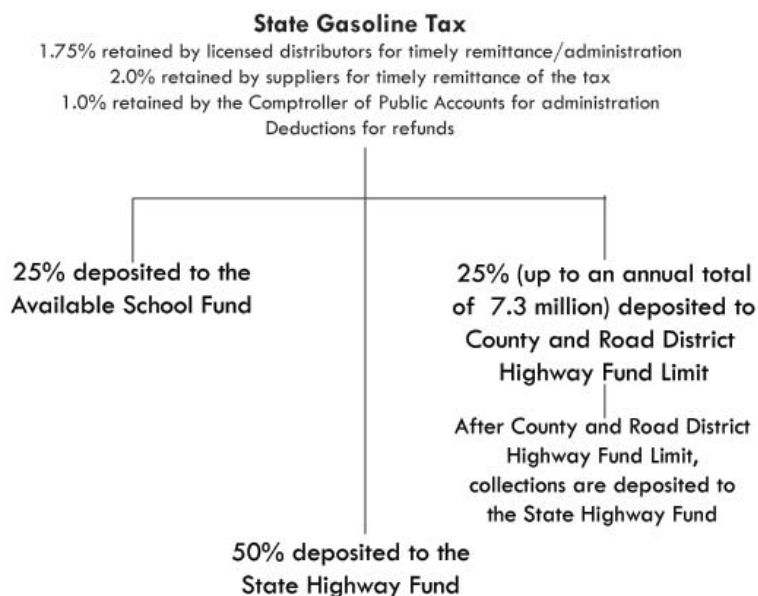 State Gasoline Tax
1.75% retained by licensed distributors for timely remittance/administration
2.0% retained by suppliers for timely remittance of the tax
1.0% retained by the Comptroller of Public Accounts for administration
Deductions for refunds
25% deposited to the
Available School Fund
25% (up to an annual total
of 7.3 million) deposited to
County and Road District
Highway Fund Limit
After County and Road District
Highway Fund Limit,
collections are deposited to
the State Highway Fund
50% deposited to the
State Highway Fund